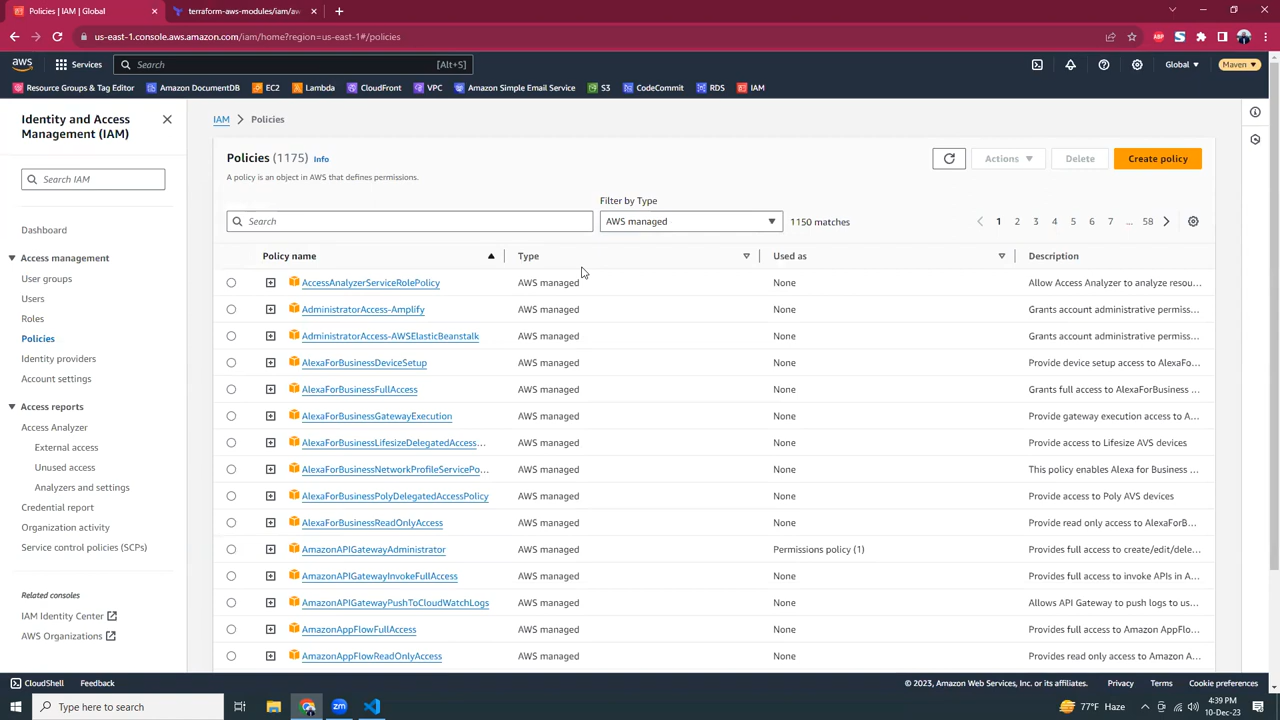 Policies | IAM | Global
terraform-aws-modules/iam/aw
us-east-1.console.aws.amazon.com/iam/home?region=us-east-1#/policies
aws
Services
Search
[Alt+S]
Global
Maven
Resource Groups & Tag Editor
Amazon DocumentDB
EC2
Lambda
CloudFront
VPC
Amazon Simple Email Service
S3
CodeCommit
RDS
IAM
Identity and Access
Management (IAM)
Search IAM
Dashboard
Access management
User groups
Users
Roles
Policies
Identity providers
Account settings
Access reports
Access Analyzer
External access
Unused access
Analyzers and settings
Credential report
Organization activity
Service control policies (SCPs)
Related consoles
IAM Identity Center
AWS Organizations
IAM > Policies
Policies (1175) Info
A policy is an object in AWS that defines permissions.
Actions
Delete
Create policy
Filter by Type
Search
AWS managed
1150 matches
1 2 3 4 5 6 7 ... 58
Policy name Type Used as Description
AccessAnalyzerServiceRolePolicy AWS managed None Allow Access Analyzer to analyze resou...
AdministratorAccess-Amplify AWS managed None Grants account administrative permiss...
AdministratorAccess-AWSElasticBeanstalk AWS managed None Grants account administrative permiss...
AlexaForBusinessDeviceSetup AWS managed None Provide device setup access to AlexaFo...
AlexaForBusinessFullAccess AWS managed None Grants full access to AlexaForBusiness ...
AlexaForBusinessGatewayExecution AWS managed None Provide gateway execution access to A...
AlexaForBusinessLifesizeDelegatedAccess... AWS managed None Provide access to Lifesize AVS devices
AlexaForBusinessNetworkProfileServicePo... AWS managed None This policy enables Alexa for Business ...
AlexaForBusinessPolyDelegatedAccessPolicy AWS managed None Provide access to Poly AVS devices
AlexaForBusinessReadOnlyAccess AWS managed None Provide read only access to AlexaForB...
AmazonAPIGatewayAdministrator AWS managed Permissions policy (1) Provides full access to create/edit/dele...
AmazonAPIGatewayInvokeFullAccess AWS managed None Provides full access to invoke APIs in A...
AmazonAPIGatewayPushToCloudWatchLogs AWS managed None Allows API Gateway to push logs to us...
AmazonAppFlowFullAccess AWS managed None Provides full access to Amazon AppFlo...
AmazonAppFlowReadOnlyAccess AWS managed None Provides read only access to Amazon A...
CloudShell Feedback
© 2023, Amazon Web Services, Inc. or its affiliates. Privacy Terms Cookie preferences
Type here to search
zm
77°F Haze
4:39 PM
10-Dec-23